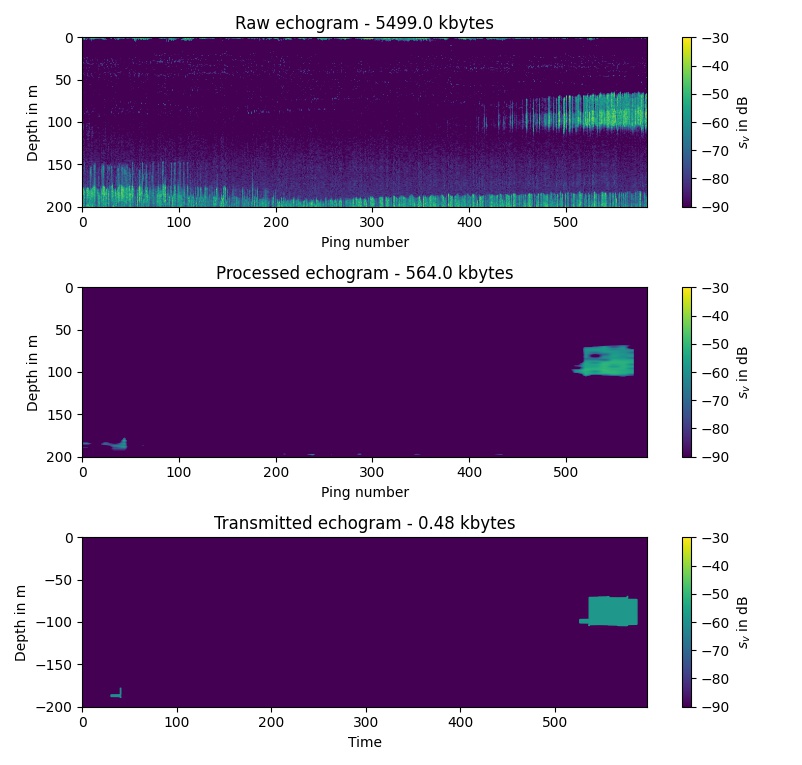 Raw echogram - 5499.0 kbytes
0
50
100
150
200
Depth in m
0 100 200 300 400 500
Ping number
−30
−40
−50
−60
−70
−80
−90
sv in dB
Processed echogram - 564.0 kbytes
0
50
100
150
200
Depth in m
0 100 200 300 400 500
Ping number
−30
−40
−50
−60
−70
−80
−90
sv in dB
Transmitted echogram - 0.48 kbytes
0
−50
−100
−150
−200
Depth in m
0 100 200 300 400 500
Time
−30
−40
−50
−60
−70
−80
−90
sv in dB